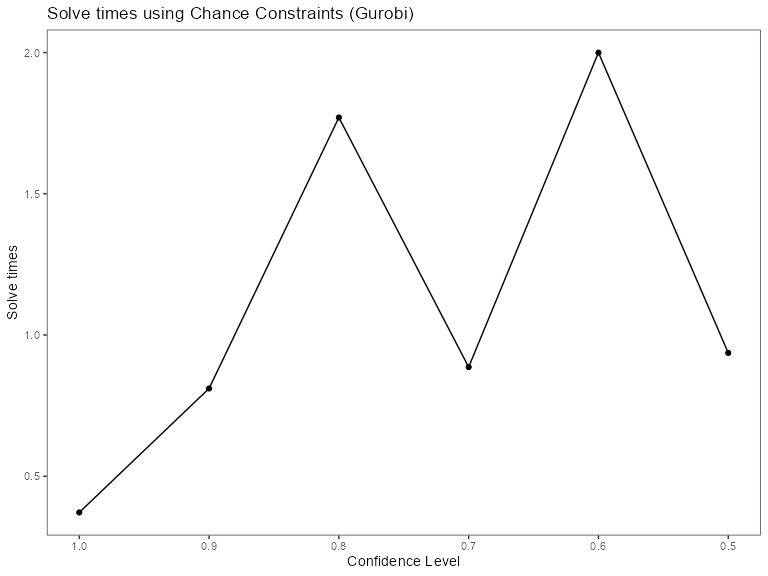 Solve times using Chance Constraints (Gurobi)
Solve times
2.0
1.5
1.0
0.5
1.0 0.9 0.8 0.7 0.6 0.5
Confidence Level